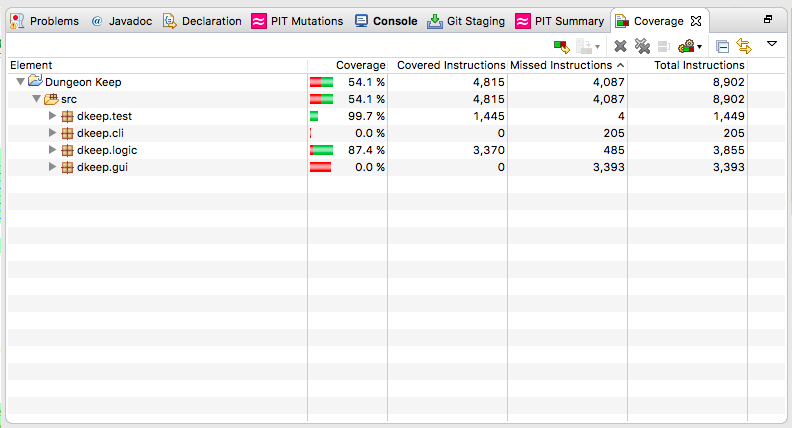 Problems @ Javadoc Declaration PIT Mutations Console Git Staging PIT Summary Coverage
Element Coverage Covered Instructions Missed Instructions Total Instructions
Dungeon Keep 54.1 % 4,815 4,087 8,902
src 54.1 % 4,815 4,087 8,902
dkeep.test 99.7 % 1,445 4 1,449
dkeep.cli 0.0 % 0 205 205
dkeep.logic 87.4 % 3,370 485 3,855
dkeep.gui 0.0 % 0 3,393 3,393